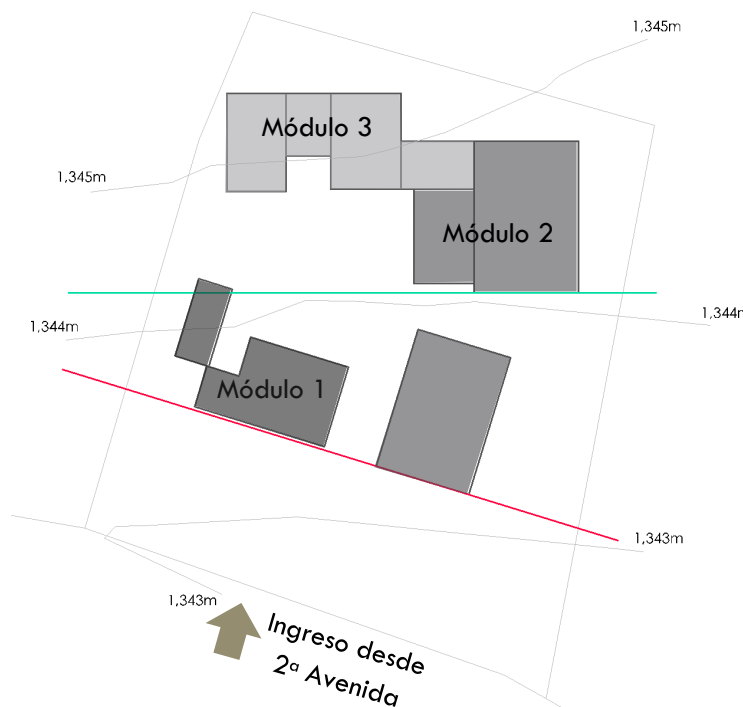 1,345m
Módulo 3
1,345m
Módulo 2
1,344m
1,344m
Módulo 1
1,343m
1,343m
Ingreso desde
2ª Avenida